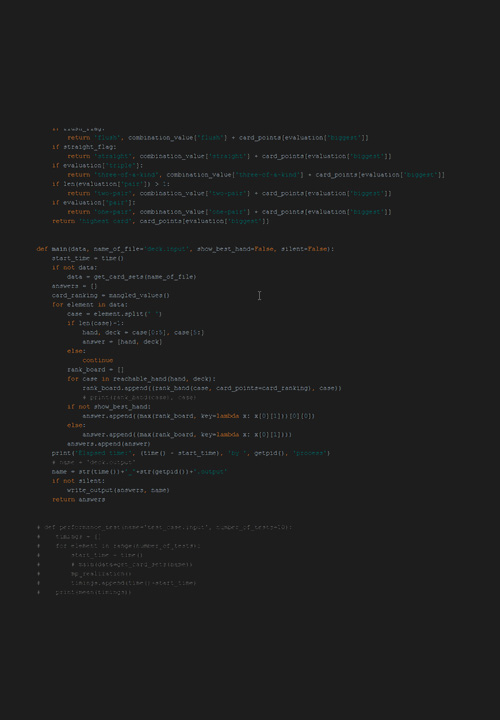 return 'flush', combination_value['flush'] + card_points[evaluation['biggest']]
if straight_flag:
return 'straight', combination_value['straight'] + card_points[evaluation['biggest']]
if evaluation['triple']:
return 'three-of-a-kind', combination_value['three-of-a-kind'] + card_points[evaluation['biggest']]
if len(evaluation['pair']) > 1:
return 'two-pair', combination_value['two-pair'] + card_points[evaluation['biggest']]
if evaluation['pair']:
return 'one-pair', combination_value['one-pair'] + card_points[evaluation['biggest']]
return 'highest card', card_points[evaluation['biggest']]
def main(data, name_of_file='deck.input', show_best_hand=False, silent=False):
start_time = time()
if not data:
data = get_card_sets(name_of_file)
answers = []
card_ranking = mangled_values()
for element in data:
case = element.split(' ')
if len(case)>1:
hand, deck = case[0:5], case[5:]
answer = [hand, deck]
else:
continue
rank_board = []
for case in reachable_hand(hand, deck):
rank_board.append((rank_hand(case, card_points=card_ranking), case))
# print(rank_hand(case), case)
if not show_best_hand:
answer.append((max(rank_board, key=lambda x: x[0][1]))[0][0])
else:
answer.append((max(rank_board, key=lambda x: x[0][1])))
answers.append(answer)
print('Elapsed time:', (time() - start_time), 'by ', getpid(), 'process')
# name = 'deck.output'
name = str(time())+'_'+str(getpid())+'.output'
if not silent:
write_output(answers, name)
return answers
# def performance_test(name='test_case.input', number_of_tests=10):
# timings = []
# for element in range(number_of_tests):
# start_time = time()
# # main(data=get_card_sets(name))
# mp_realization()
# timings.append(time()-start_time)
# print(mean(timings))